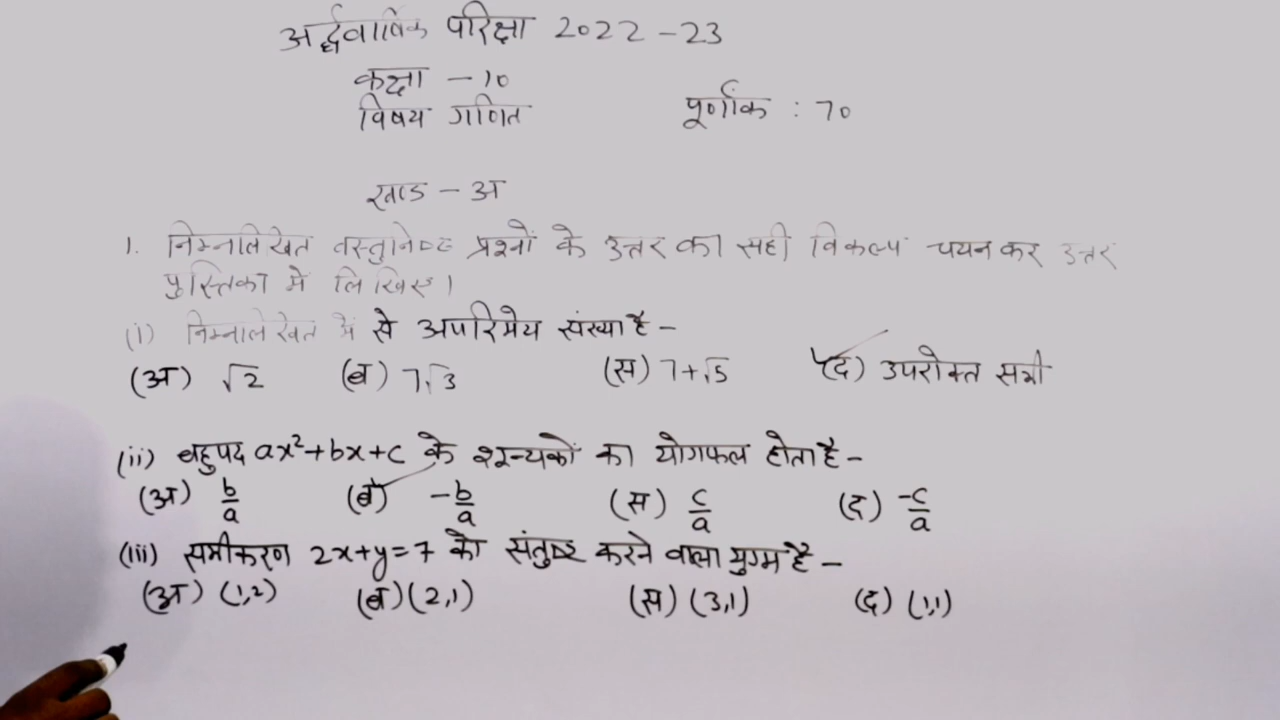 अर्द्धवार्षिक परिक्षा 2022-23
कक्षा - 10
विषय गणित पूर्णांक : 70
खण्ड - अ
1. निम्नलिखित वस्तुनिष्ठ प्रश्नों के उत्तर का सही विकल्प चयन कर उत्तर
पुस्तिका में लिखिए।
(i) निम्नलिखित में से अपरिमेय संख्या है -
(अ) √2 (ब) 7√3 (स) 7+√5 (द) उपरोक्त सभी
(ii) बहुपद ax²+bx+c के शून्यकों का योगफल होता है -
(अ) b/a (ब) -b/a (स) c/a (द) -c/a
(iii) समीकरण 2x+y=7 को संतुष्ट करने वाला युग्म है -
(अ) (1,2) (ब) (2,1) (स) (3,1) (द) (1,1)